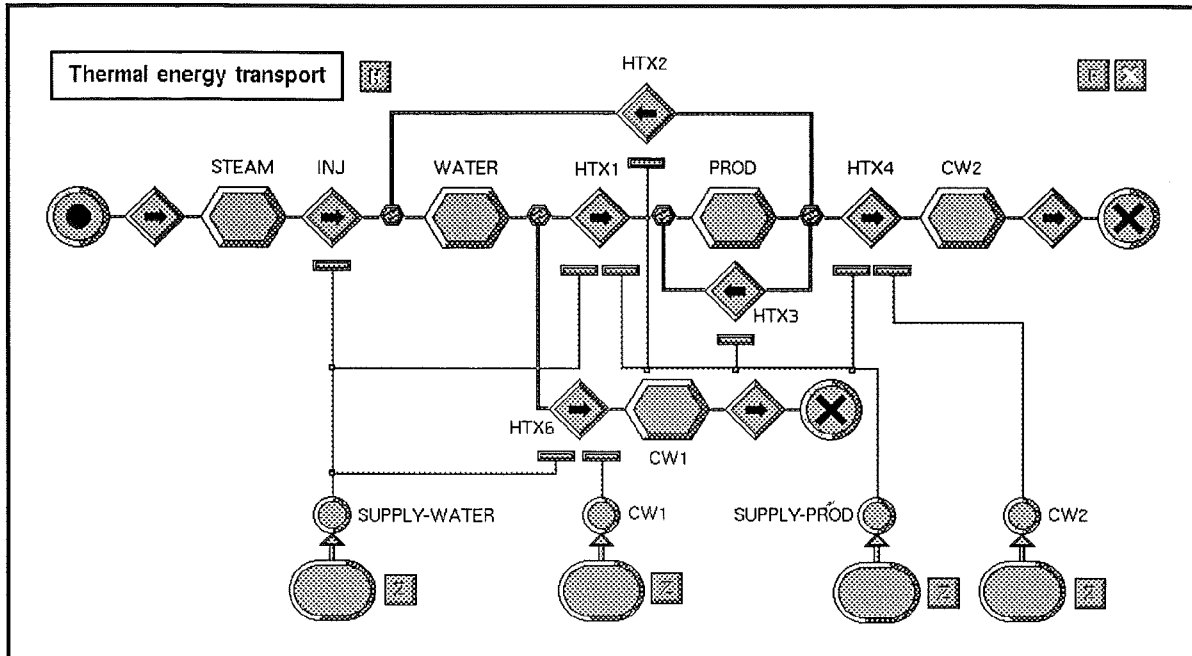 HTX2
Thermal energy transport
STEAM INJ WATER HTX1 PROD HTX4 CW2
HTX3
HTX6
CW1
SUPPLY-WATER CW1 SUPPLY-PROD CW2